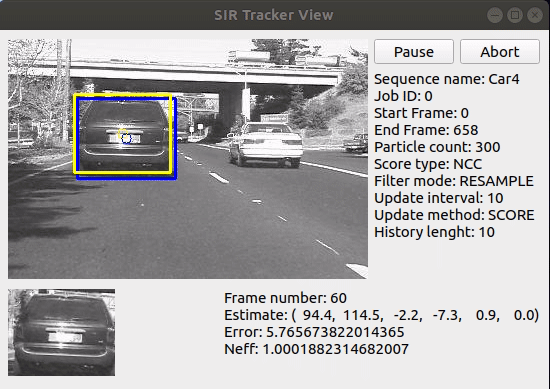 SIR Tracker View
Pause Abort
Sequence name: Car4
Job ID: 0
Start Frame: 0
End Frame: 658
Particle count: 300
Score type: NCC
Filter mode: RESAMPLE
Update interval: 10
Update method: SCORE
History lenght: 10
Frame number: 60
Estimate: ( 94.4, 114.5, -2.2, -7.3, 0.9, 0.0)
Error: 5.765673822014365
Neff: 1.0001882314682007